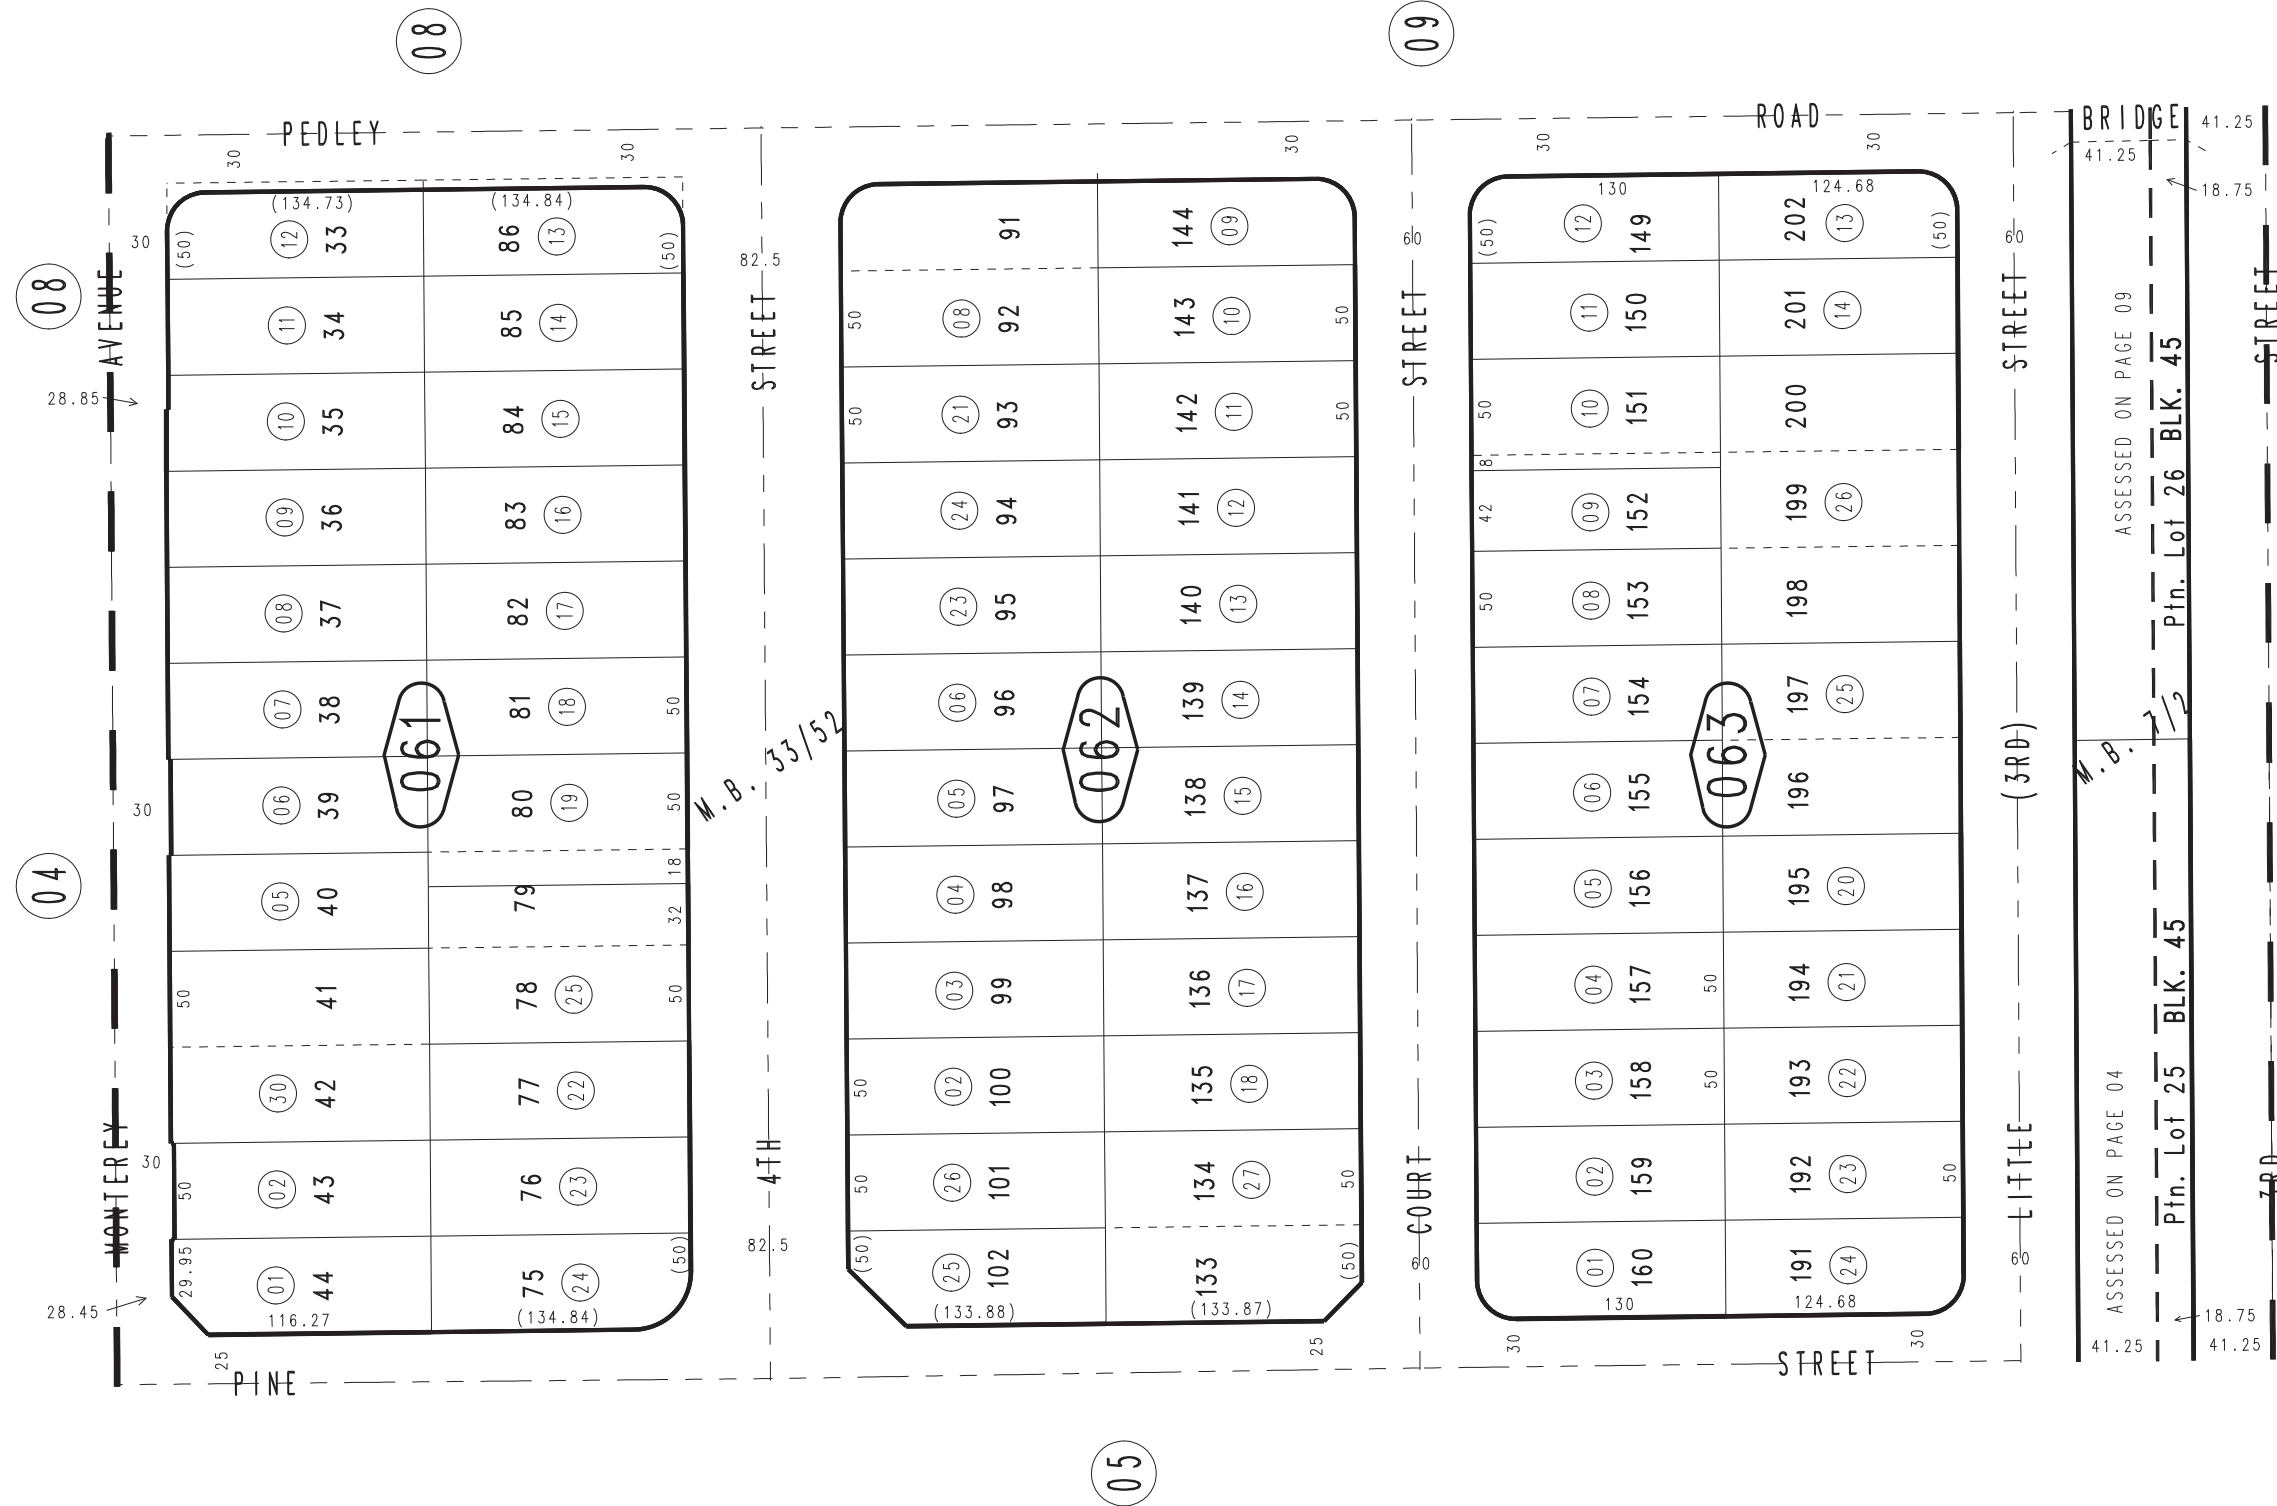 08
09
PEDLEY ROAD BRIDGE 41.25
30 30 30 30 30 41.25
18.75
08
04
AVENUE
MONTEREY
30
28.85
30
30
28.45
(134.73) (134.84)
(50) 12 33 86 13 (50)
11 34 85 14
10 35 84 15
09 36 83 16
08 37 82 17
07 38 81 18 50
061
06 39 80 19 50
18
05 40 79 32
50 41 78 25 50
30 42 77 22
50 02 43 76 23
29.95 01 44 75 24 (50)
116.27 (134.84)
25
82.5
STREET
M.B. 33/52
4TH
82.5
91 144 09
50 08 92 143 10 50
50 21 93 142 11 50
24 94 141 12
23 95 140 13
06 96 139 14
062
05 97 138 15
04 98 137 16
03 99 136 17
50 02 100 135 18
50 26 101 134 27 50
(50) 25 102 133 (50)
(133.88) (133.87)
25
60
STREET
COURT
60
130 124.68
(50) 12 149 202 13 (50)
11 150 201 14
50 10 151 200
8
42 09 152 199 26
50 08 153 198
07 154 197 25
063
06 155 196
05 156 195 20
04 157 50 194 21
03 158 50 193 22
02 159 192 23 50
01 160 191 24
130 124.68
30 30
60
STREET
(3RD)
LITTLE
60
ASSESSED ON PAGE 09
Ptn. Lot 26 BLK. 45
M.B. 7/2
ASSESSED ON PAGE 04
Ptn. Lot 25 BLK. 45
18.75
41.25 41.25
STREET
3RD
PINE STREET
05